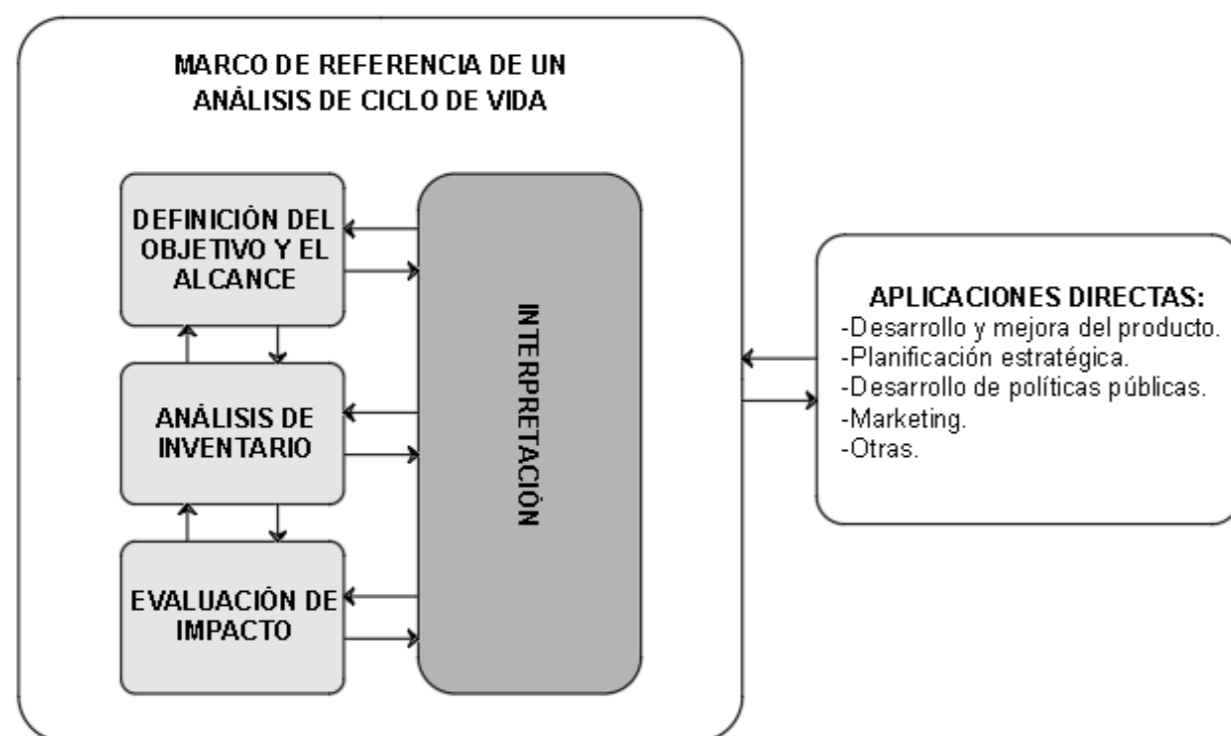 MARCO DE REFERENCIA DE UN
ANÁLISIS DE CICLO DE VIDA
DEFINICIÓN DEL
OBJETIVO Y EL
ALCANCE
ANÁLISIS DE
INVENTARIO
EVALUACIÓN DE
IMPACTO
INTERPRETACIÓN
APLICACIONES DIRECTAS:
-Desarrollo y mejora del producto.
-Planificación estratégica.
-Desarrollo de políticas públicas.
-Marketing.
-Otras.